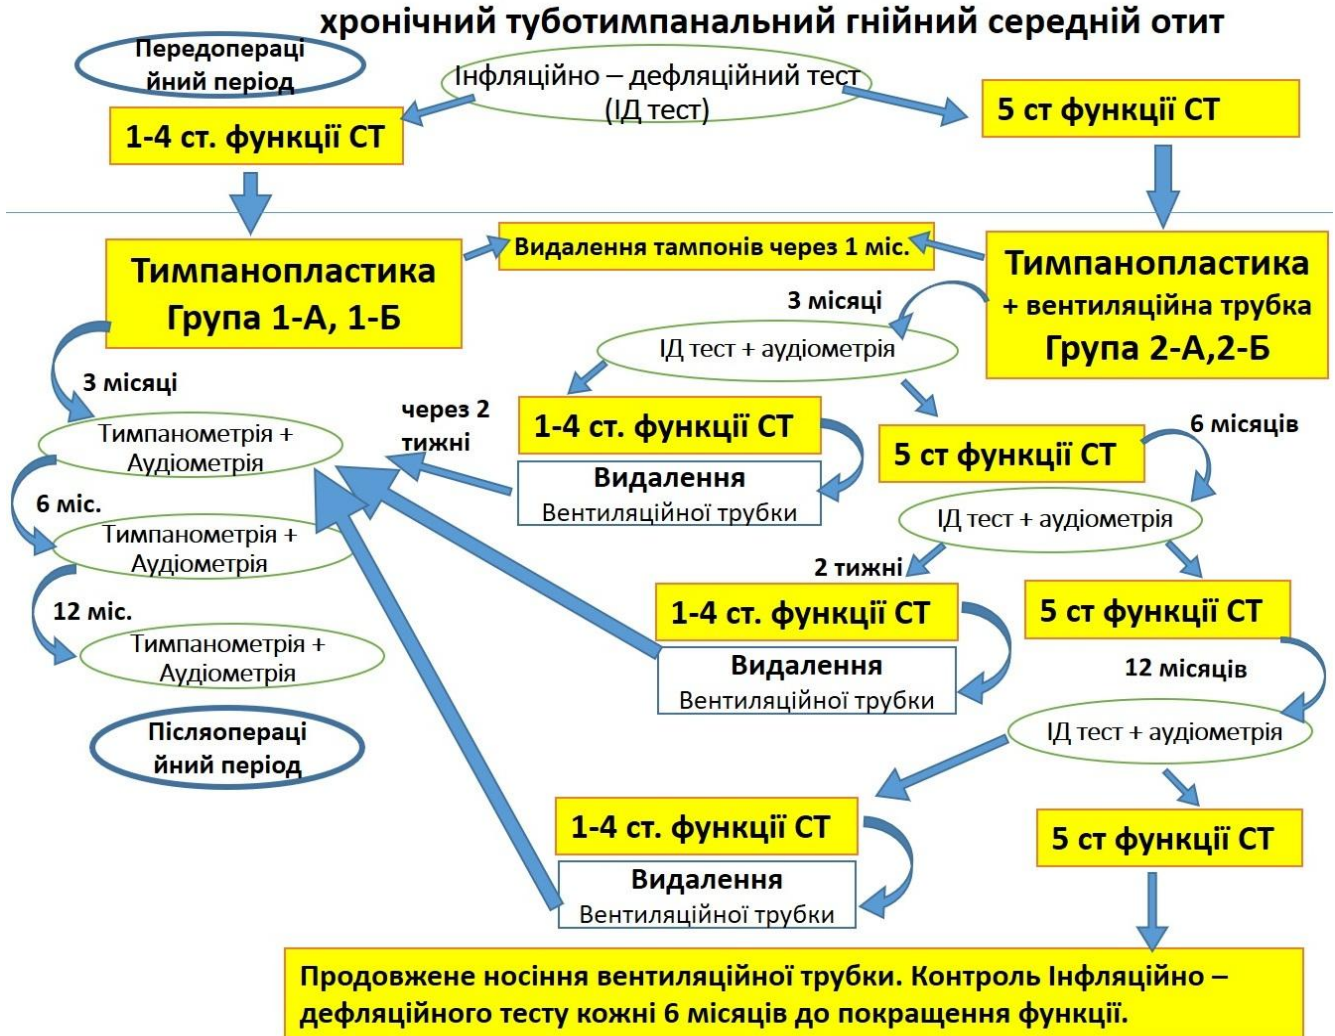 хронічний туботимпанальний гнійний середній отит
Передопераці
йний період
Інфляційно – дефляційний тест
(ІД тест)
1-4 ст. функції СТ
5 ст функції СТ
Видалення тампонів через 1 міс.
Тимпанопластика
Група 1-А, 1-Б
Тимпанопластика
+ вентиляційна трубка
Група 2-А,2-Б
3 місяці
ІД тест + аудіометрія
3 місяці
Тимпанометрія +
Аудіометрія
через 2
тижні
1-4 ст. функції СТ
Видалення
Вентиляційної трубки
5 ст функції СТ
6 місяців
6 міс.
Тимпанометрія +
Аудіометрія
ІД тест + аудіометрія
2 тижні
1-4 ст. функції СТ
Видалення
Вентиляційної трубки
5 ст функції СТ
12 міс.
Тимпанометрія +
Аудіометрія
12 місяців
ІД тест + аудіометрія
Післяопераці
йний період
1-4 ст. функції СТ
Видалення
Вентиляційної трубки
5 ст функції СТ
Продовжене носіння вентиляційної трубки. Контроль Інфляційно –
дефляційного тесту кожні 6 місяців до покращення функції.